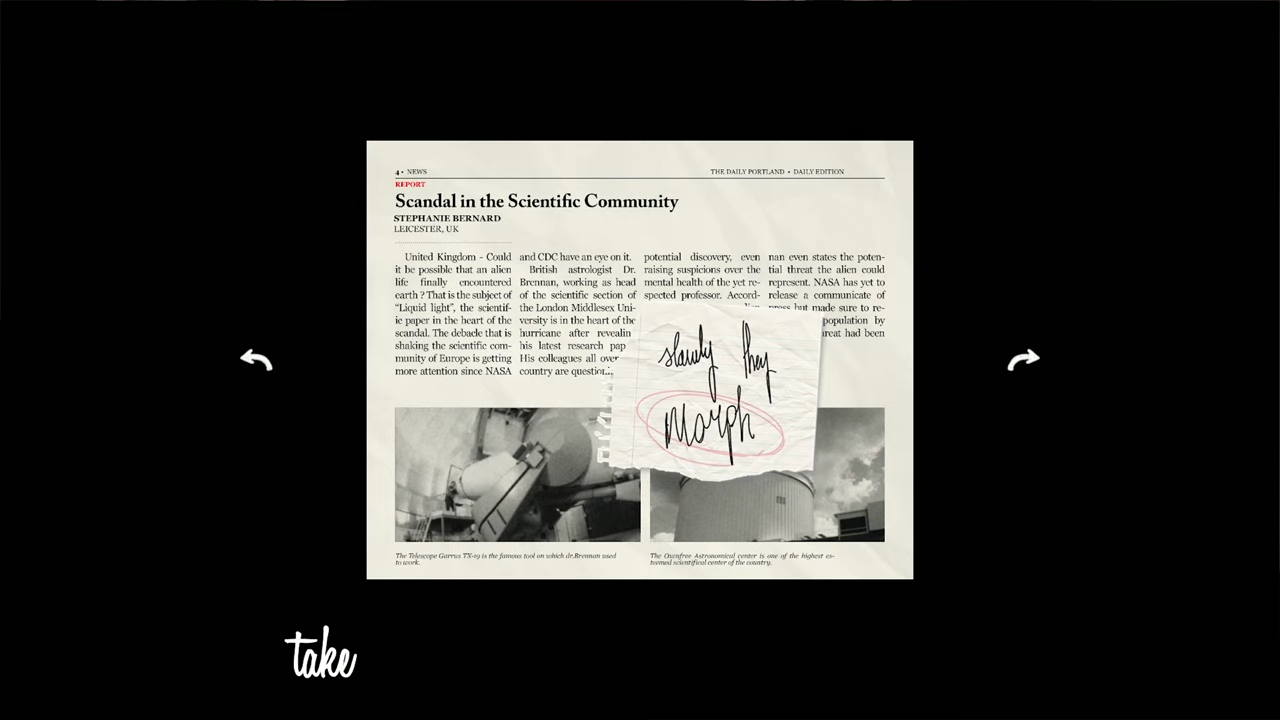 4 • NEWS
THE DAILY PORTLAND • DAILY EDITION
REPORT
Scandal in the Scientific Community
STEPHANIE BERNARD
LEICESTER, UK
United Kingdom - Could
it be possible that an alien
life finally encountered
earth ? That is the subject of
“Liquid light”, the scientif-
ic paper in the heart of the
scandal. The debacle that is
shaking the scientific com-
munity of Europe is getting
more attention since NASA
and CDC have an eye on it.
British astrologist Dr.
Brennan, working as head
of the scientific section of
the London Middlesex Uni-
versity is in the heart of the
hurricane after revealin
his latest research pap
His colleagues all over
country are question
potential discovery, even
raising suspicions over the
mental health of the yet re-
spected professor. Accord-
nan even states the poten-
tial threat the alien could
represent. NASA has yet to
release a communicate of
press but made sure to re-
population by
reat had been
slowly they
Morph
The Telescope Garrus TX-19 is the famous tool on which dr.Brennan used
to work.
The Oxenfree Astronomical center is one of the highest es-
teemed scientifical center of the country.
take